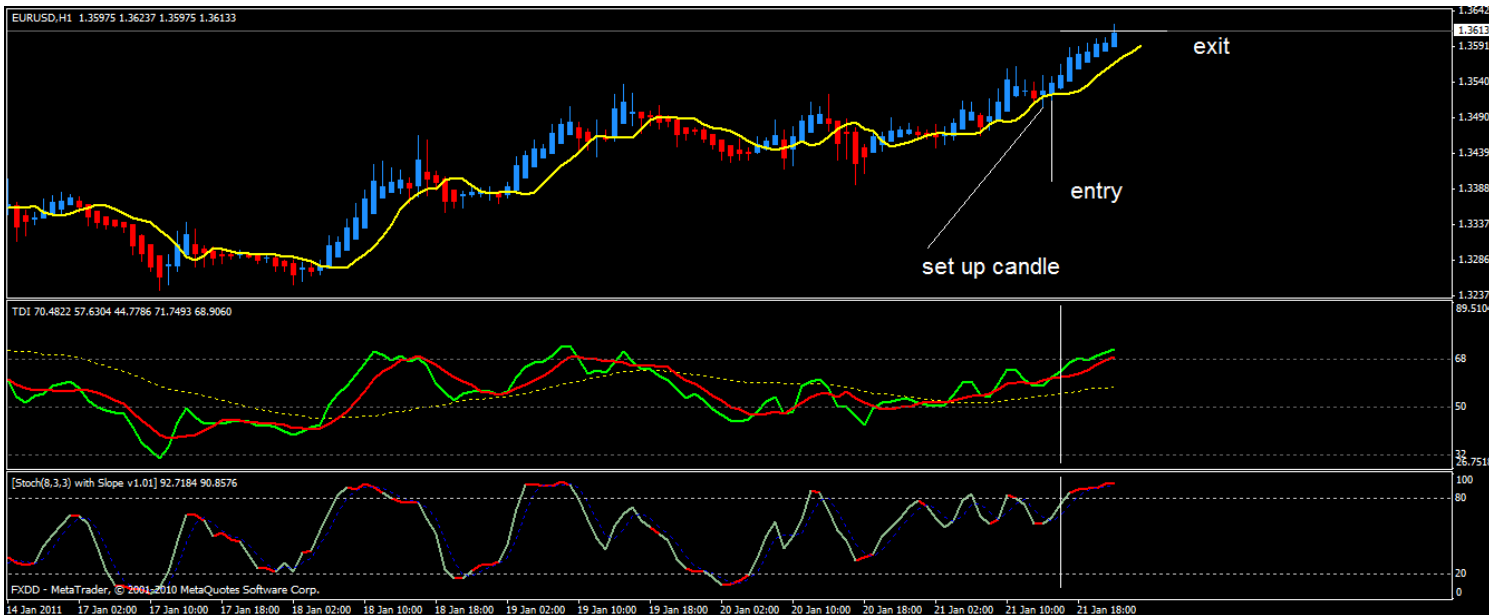 EURUSD,H1 1.35975 1.36237 1.35975 1.36133
1.3642
1.3613
1.3591
exit
1.3540
1.3490
1.3439
1.3388
entry
1.3337
set up candle
1.3286
1.3237
TDI 70.4822 57.6304 44.7786 71.7493 68.9060
89.5104
68
50
32
26.7518
[Stoch(8,3,3) with Slope v1.01] 92.7184 90.8576
100
80
20
0
FXDD - MetaTrader, © 2001-2010 MetaQuotes Software Corp.
14 Jan 2011 17 Jan 02:00 17 Jan 10:00 17 Jan 18:00 18 Jan 02:00 18 Jan 10:00 18 Jan 18:00 19 Jan 02:00 19 Jan 10:00 19 Jan 18:00 20 Jan 02:00 20 Jan 10:00 20 Jan 18:00 21 Jan 02:00 21 Jan 10:00 21 Jan 18:00